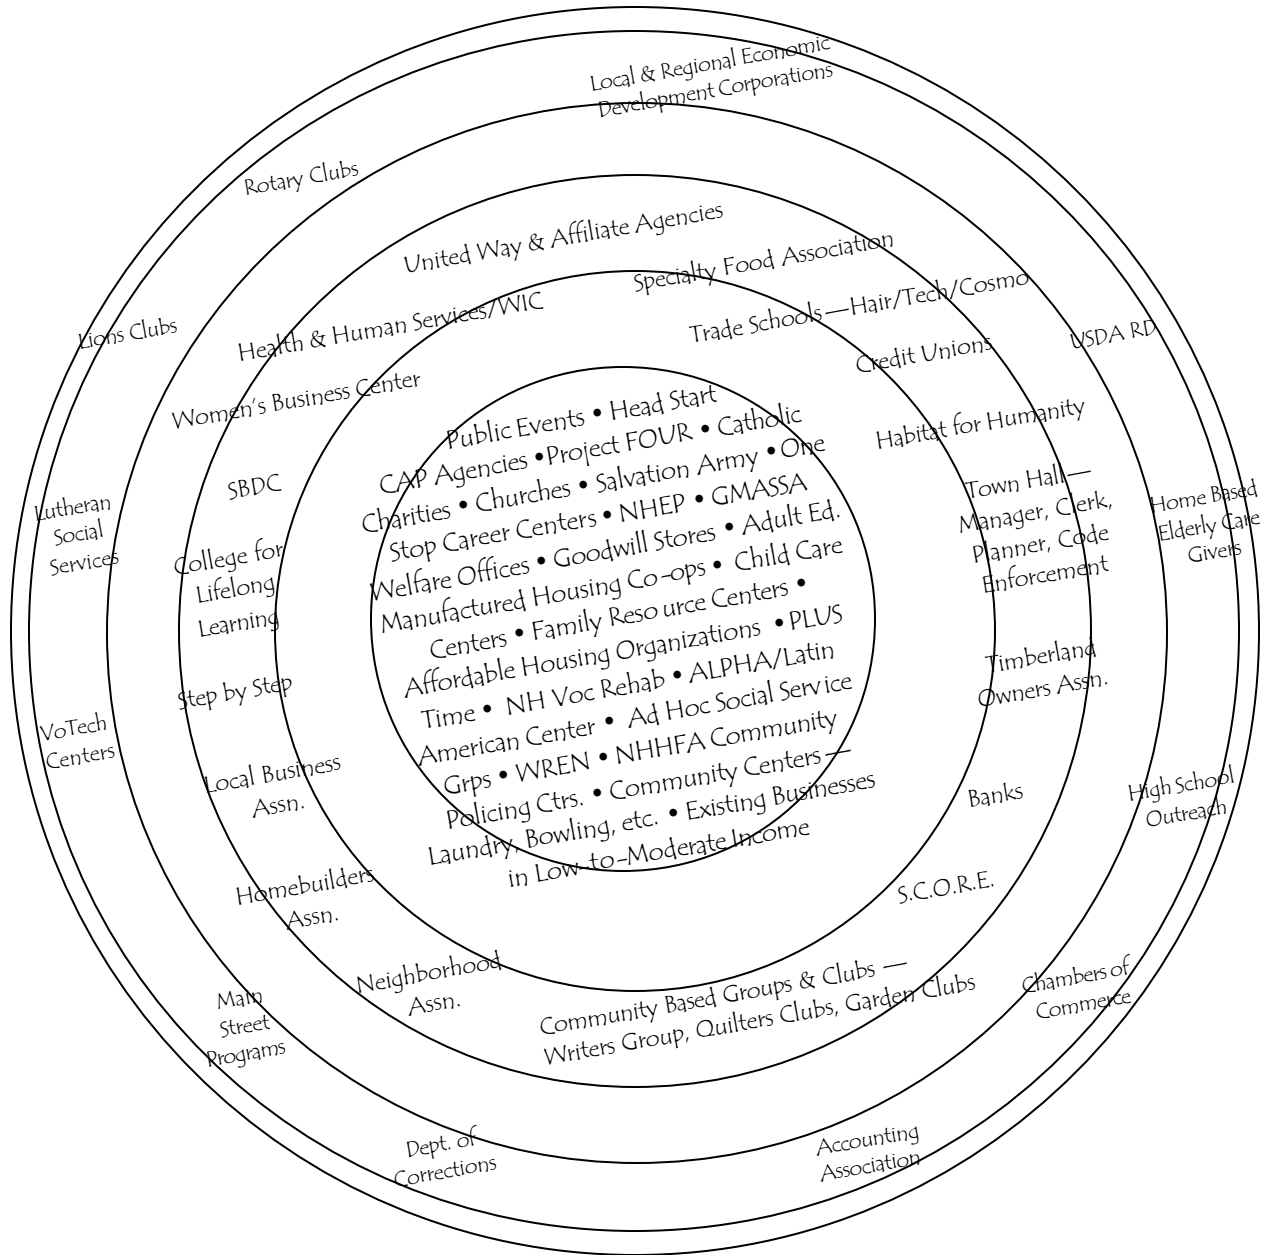 Local & Regional Economic
Development Corporations
Rotary Clubs
United Way & Affiliate Agencies
Specialty Food Association
Lions Clubs
Health & Human Services/WIC
Trade Schools—Hair/Tech/Cosmo
USDA RD
Credit Unions
Women's Business Center
Habitat for Humanity
Public Events • Head Start
CAP Agencies •Project FOUR • Catholic
Charities • Churches • Salvation Army •One
Stop Career Centers • NHEP • GMASSA
Welfare Offices • Goodwill Stores • Adult Ed.
Manufactured Housing Co-ops • Child Care
Centers • Family Resource Centers •
Affordable Housing Organizations • PLUS
Time • NH Voc Rehab • ALPHA/Latin
American Center • Ad Hoc Social Service
Grps • WREN • NHHFA Community
Policing Ctrs. • Community Centers—
Laundry, Bowling, etc. • Existing Businesses
in Low-to-Moderate Income
SBDC
Town Hall—
Manager, Clerk,
Planner, Code
Enforcement
Home Based
Elderly Care
Givers
Lutheran
Social
Services
College for
Lifelong
Learning
Step by Step
Timberland
Owners Assn.
VoTech
Centers
Local Business
Assn.
Banks
High School
Outreach
Homebuilders
Assn.
S.C.O.R.E.
Neighborhood
Assn.
Community Based Groups & Clubs —
Writers Group, Quilters Clubs, Garden Clubs
Chambers of
Commerce
Main
Street
Programs
Dept. of
Corrections
Accounting
Association